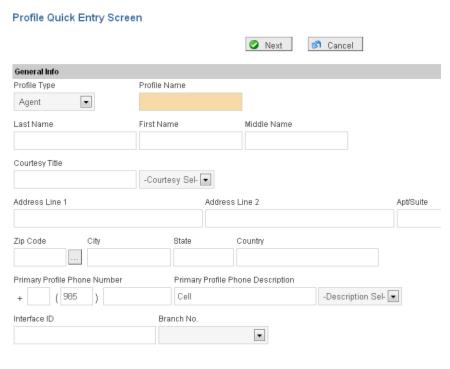 Profile Quick Entry Screen
Next Cancel
General Info
Profile Type Profile Name
Agent
Last Name First Name Middle Name
Courtesy Title
-Courtesy Sel-
Address Line 1 Address Line 2 Apt/Suite
Zip Code City State Country
...
Primary Profile Phone Number Primary Profile Phone Description
+ ( 985 ) Cell -Description Sel-
Interface ID Branch No.